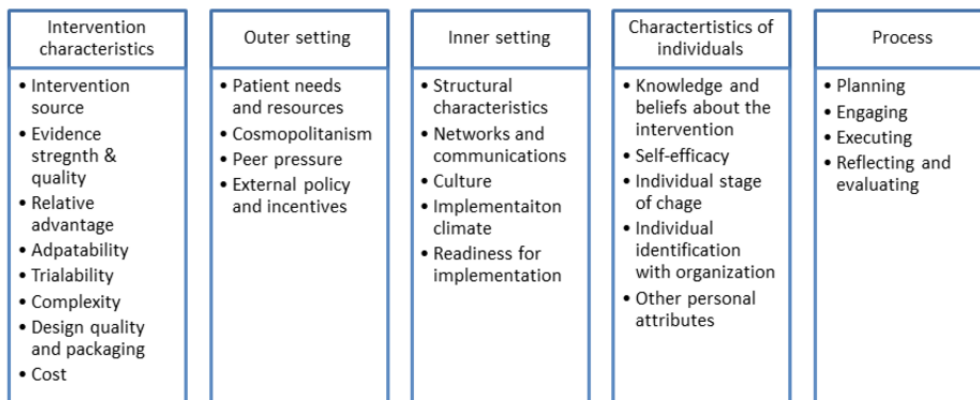 Intervention
characteristics
• Intervention
source
• Evidence
stregnth &
quality
• Relative
advantage
• Adpatability
• Trialability
• Complexity
• Design quality
and packaging
• Cost
Outer setting
• Patient needs
and resources
• Cosmopolitanism
• Peer pressure
• External policy
and incentives
Inner setting
• Structural
characteristics
• Networks and
communications
• Culture
• Implementaiton
climate
• Readiness for
implementation
Charactertistics of
individuals
• Knowledge and
beliefs about the
intervention
• Self-efficacy
• Individual stage
of chage
• Individual
identification
with organization
• Other personal
attributes
Process
• Planning
• Engaging
• Executing
• Reflecting and
evaluating